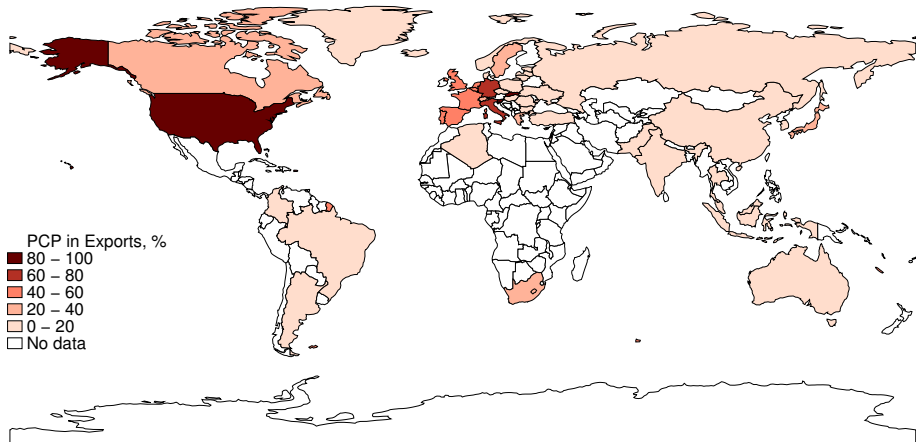 PCP in Exports, %
80 – 100
60 – 80
40 – 60
20 – 40
0 – 20
No data